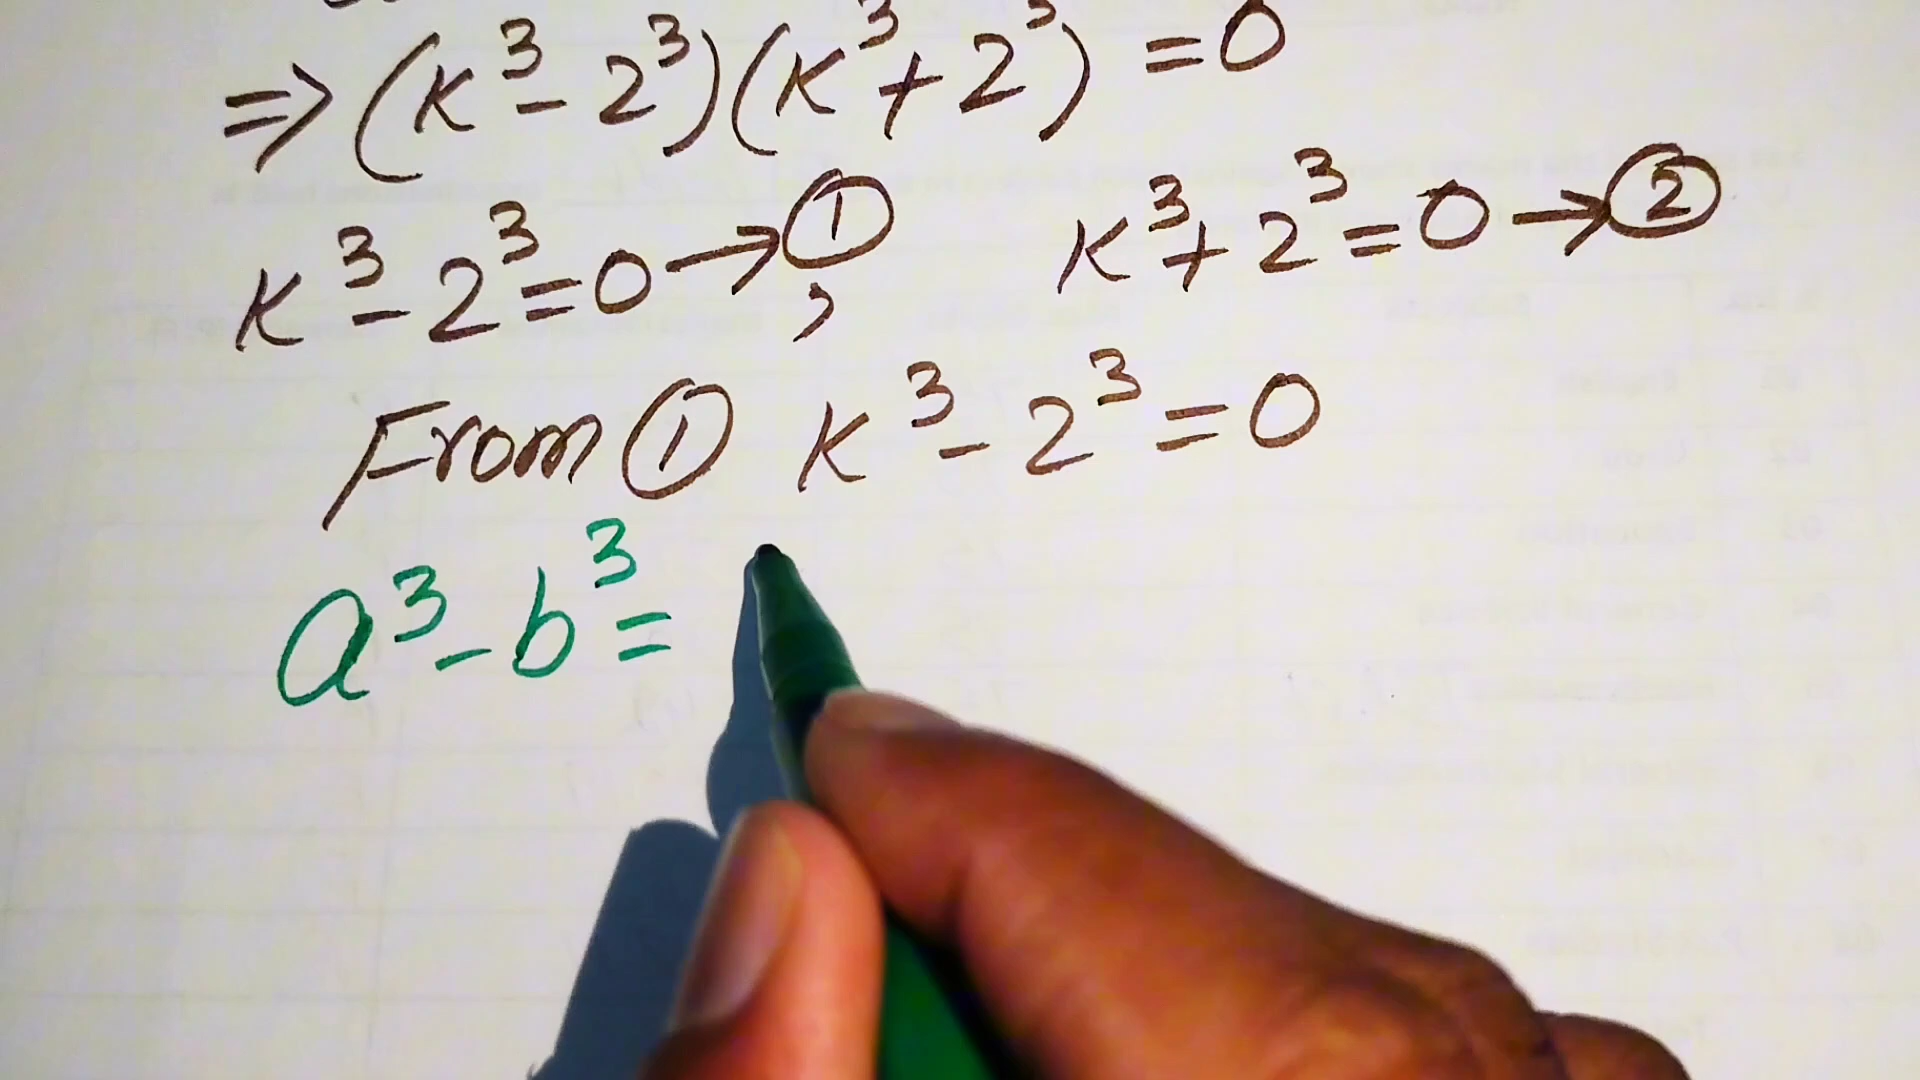 => (K³ - 2³)(K³ + 2³) = 0
K³ - 2³ = 0 → ① , K³ + 2³ = 0 → ②
From ① K³ - 2³ = 0
a³ - b³ =